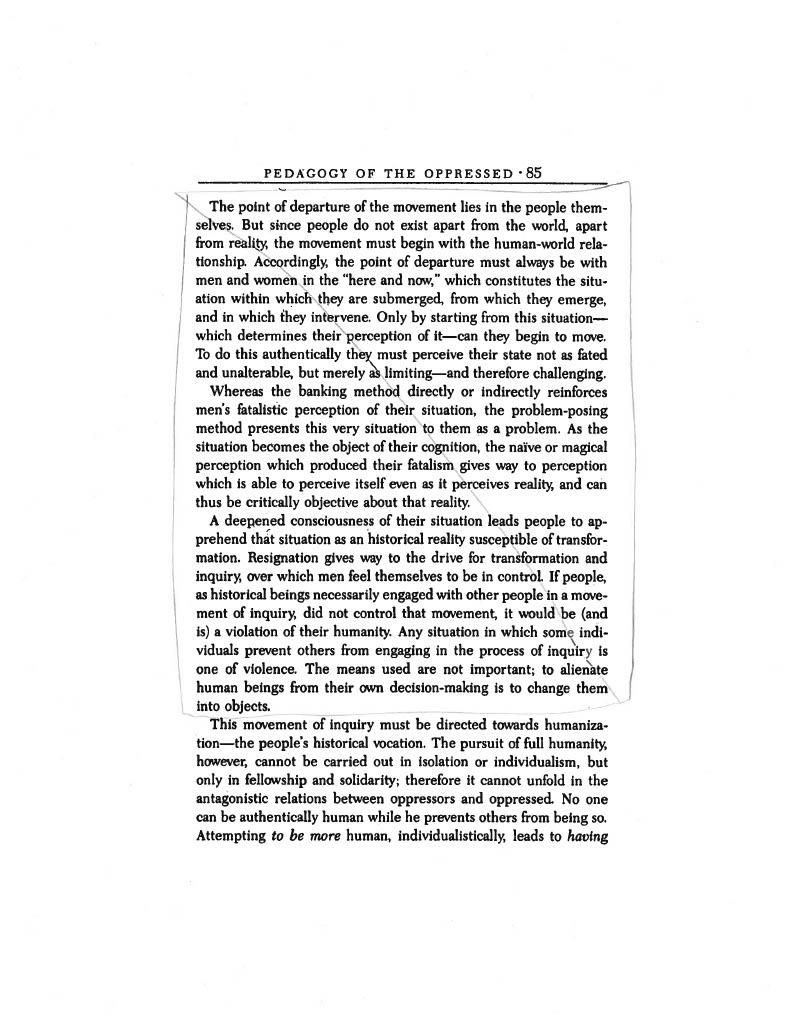 PEDAGOGY OF THE OPPRESSED · 85
The point of departure of the movement lies in the people them-
selves. But since people do not exist apart from the world, apart
from reality, the movement must begin with the human-world rela-
tionship. Accordingly, the point of departure must always be with
men and women in the “here and now,” which constitutes the situ-
ation within which they are submerged, from which they emerge,
and in which they intervene. Only by starting from this situation—
which determines their perception of it—can they begin to move.
To do this authentically they must perceive their state not as fated
and unalterable, but merely as limiting—and therefore challenging.
Whereas the banking method directly or indirectly reinforces
men's fatalistic perception of their situation, the problem-posing
method presents this very situation to them as a problem. As the
situation becomes the object of their cognition, the naïve or magical
perception which produced their fatalism gives way to perception
which is able to perceive itself even as it perceives reality, and can
thus be critically objective about that reality.
A deepened consciousness of their situation leads people to ap-
prehend that situation as an historical reality susceptible of transfor-
mation. Resignation gives way to the drive for transformation and
inquiry, over which men feel themselves to be in control. If people,
as historical beings necessarily engaged with other people in a move-
ment of inquiry, did not control that movement, it would be (and
is) a violation of their humanity. Any situation in which some indi-
viduals prevent others from engaging in the process of inquiry is
one of violence. The means used are not important; to alienate
human beings from their own decision-making is to change them
into objects.
This movement of inquiry must be directed towards humaniza-
tion—the people's historical vocation. The pursuit of full humanity,
however, cannot be carried out in isolation or individualism, but
only in fellowship and solidarity; therefore it cannot unfold in the
antagonistic relations between oppressors and oppressed. No one
can be authentically human while he prevents others from being so.
Attempting to be more human, individualistically, leads to having